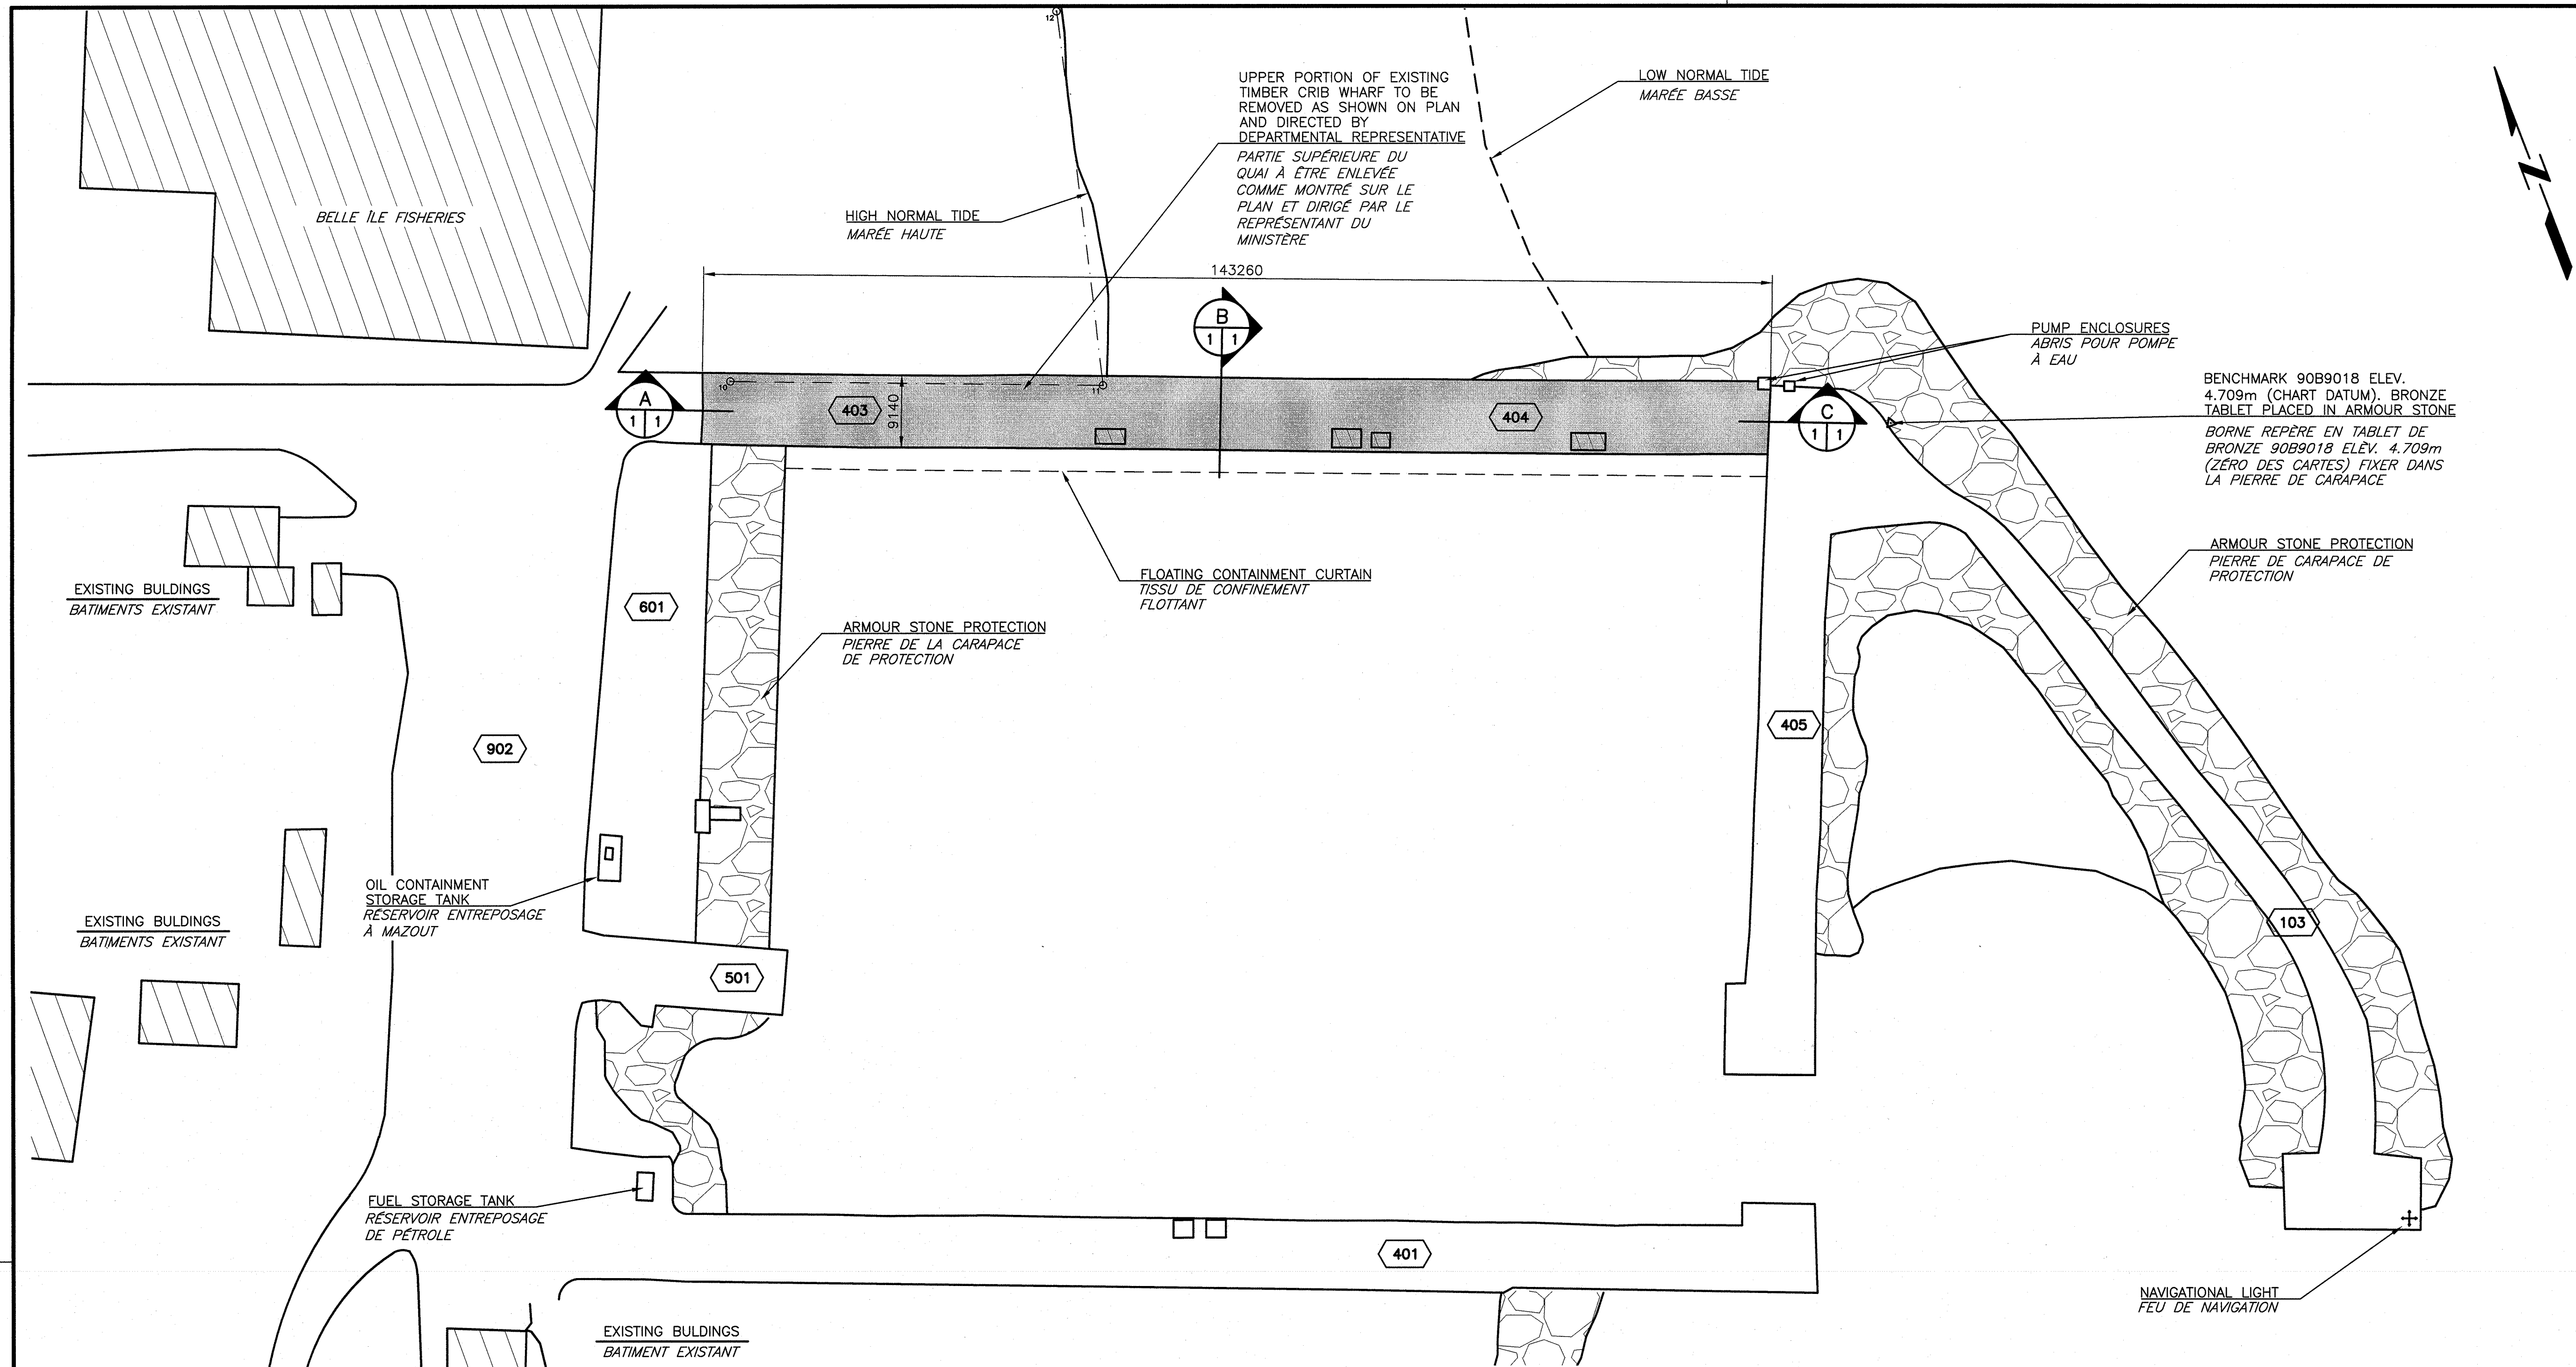 12
UPPER PORTION OF EXISTING
TIMBER CRIB WHARF TO BE
REMOVED AS SHOWN ON PLAN
AND DIRECTED BY
DEPARTMENTAL REPRESENTATIVE
PARTIE SUPÉRIEURE DU
QUAI À ÊTRE ENLEVÉE
COMME MONTRÉ SUR LE
PLAN ET DIRIGÉ PAR LE
REPRÉSENTANT DU
MINISTÈRE
LOW NORMAL TIDE
MARÉE BASSE
N
BELLE ÎLE FISHERIES
HIGH NORMAL TIDE
MARÉE HAUTE
143260
B
1 1
PUMP ENCLOSURES
ABRIS POUR POMPE
À EAU
10
11
A
1 1
403
9140
404
C
1 1
BENCHMARK 90B9018 ELEV.
4.709m (CHART DATUM). BRONZE
TABLET PLACED IN ARMOUR STONE
BORNE REPÈRE EN TABLET DE
BRONZE 90B9018 ELÈV. 4.709m
(ZÉRO DES CARTES) FIXER DANS
LA PIERRE DE CARAPACE
ARMOUR STONE PROTECTION
PIERRE DE CARAPACE DE
PROTECTION
FLOATING CONTAINMENT CURTAIN
TISSU DE CONFINEMENT
FLOTTANT
EXISTING BULDINGS
BATIMENTS EXISTANT
601
ARMOUR STONE PROTECTION
PIERRE DE LA CARAPACE
DE PROTECTION
405
902
OIL CONTAINMENT
STORAGE TANK
RÉSERVOIR ENTREPOSAGE
À MAZOUT
EXISTING BULDINGS
BATIMENTS EXISTANT
103
501
FUEL STORAGE TANK
RÉSERVOIR ENTREPOSAGE
DE PÉTROLE
401
NAVIGATIONAL LIGHT
FEU DE NAVIGATION
EXISTING BULDINGS
BATIMENT EXISTANT